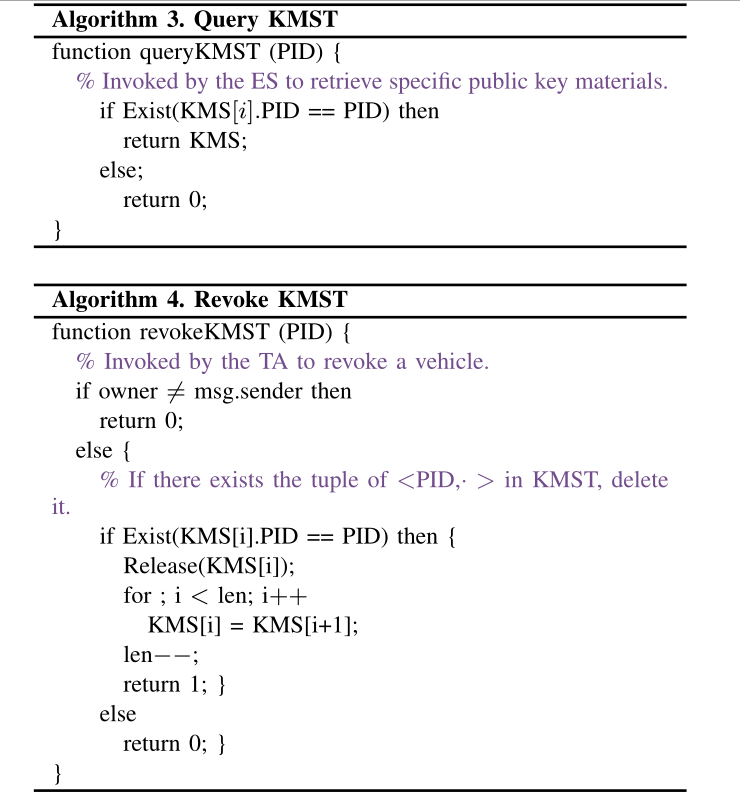 Algorithm 3. Query KMST
function queryKMST (PID) {
% Invoked by the ES to retrieve specific public key materials.
if Exist(KMS[i].PID == PID) then
return KMS;
else;
return 0;
}
Algorithm 4. Revoke KMST
function revokeKMST (PID) {
% Invoked by the TA to revoke a vehicle.
if owner ≠ msg.sender then
return 0;
else {
% If there exists the tuple of <PID,· > in KMST, delete
it.
if Exist(KMS[i].PID == PID) then {
Release(KMS[i]);
for ; i < len; i++
KMS[i] = KMS[i+1];
len−−;
return 1; }
else
return 0; }
}